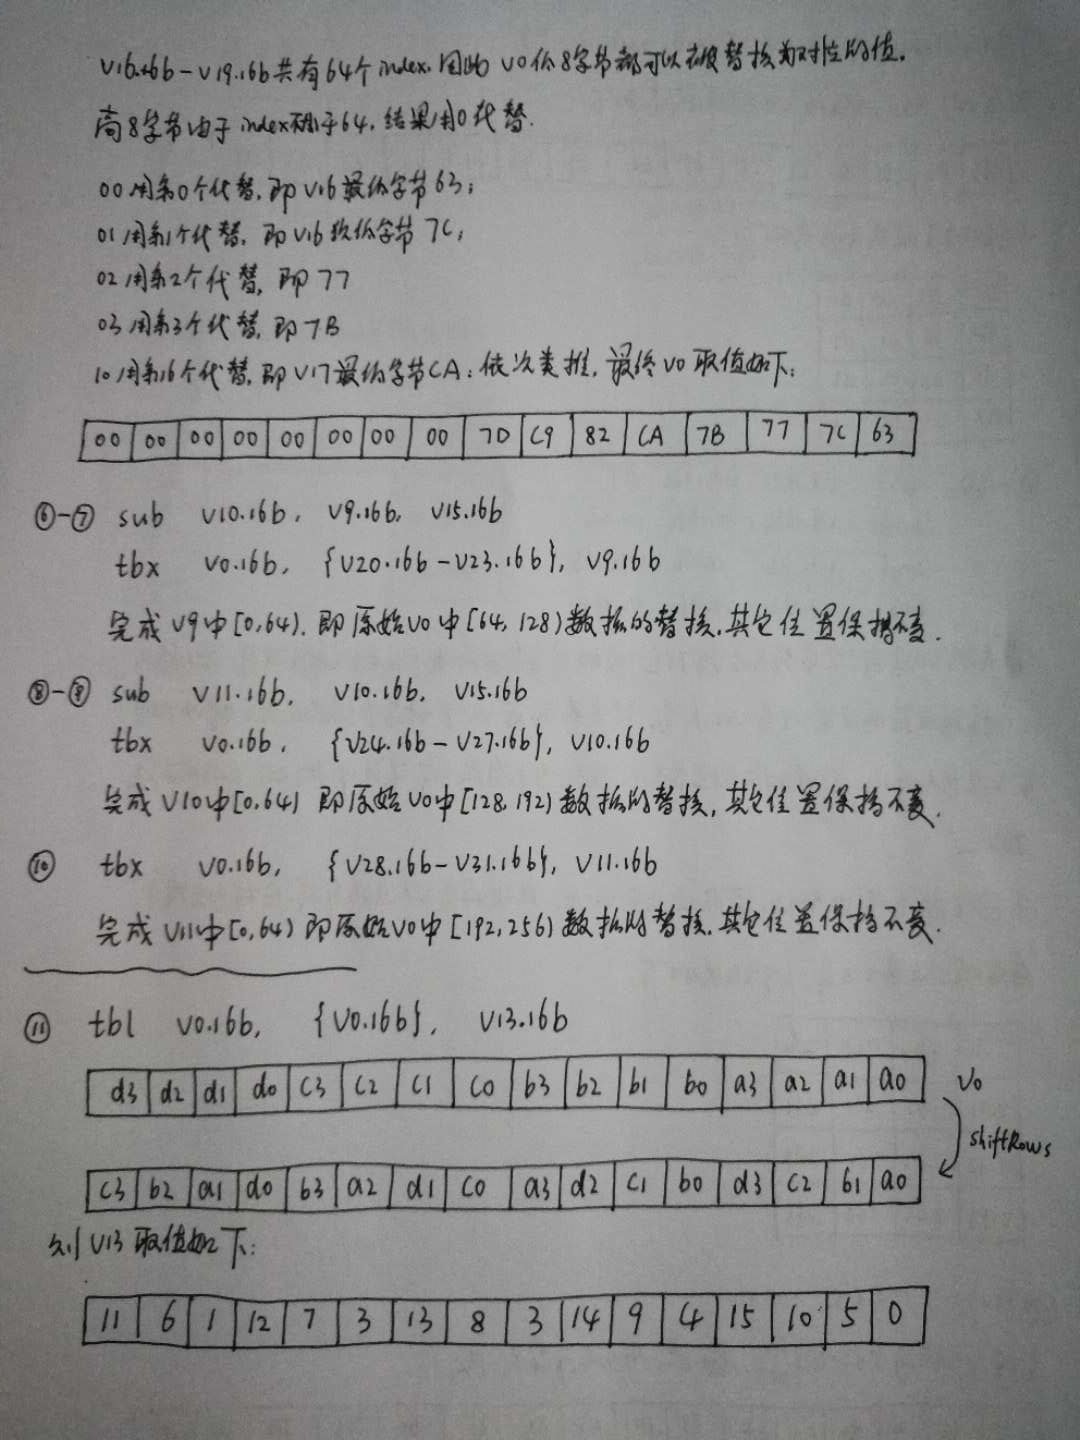 V16.16b-V19.16b共有64个index.因此 V0低8字节都可以被替换为对应的值.
高8字节由于index不小于64,结果用0代替.
00用第0个代替,即V16最低字节63;
01用第1个代替,即V16次低字节7C;
02用第2个代替,即77
03用第3个代替,即7B
10用第16个代替,即V17最低字节CA;依次类推,最终V0取值如下:
00 00 00 00 00 00 00 00 7D C9 82 CA 7B 77 7C 63
⑥-⑦ sub V10.16b, V9.16b, V15.16b
tbx V0.16b, {V20.16b-V23.16b}, V9.16b
完成V9中[0,64),即原始V0中[64,128)数据的替换,其它位置保持不变.
⑧-⑨ sub V11.16b, V10.16b, V15.16b
tbx V0.16b, {V24.16b-V27.16b}, V10.16b
完成V10中[0,64)即原始V0中[128,192)数据的替换,其它位置保持不变.
⑩ tbx V0.16b, {V28.16b-V31.16b}, V11.16b
完成V11中[0,64)即原始V0中[192,256)数据的替换,其它位置保持不变.
⑪ tbl V0.16b, {V0.16b}, V13.16b
d3 d2 d1 d0 c3 c2 c1 c0 b3 b2 b1 b0 a3 a2 a1 a0 V0
shiftRows
c3 b2 a1 d0 b3 a2 d1 c0 a3 d2 c1 b0 d3 c2 b1 a0
则V13取值如下:
11 6 1 12 7 3 13 8 3 14 9 4 15 10 5 0